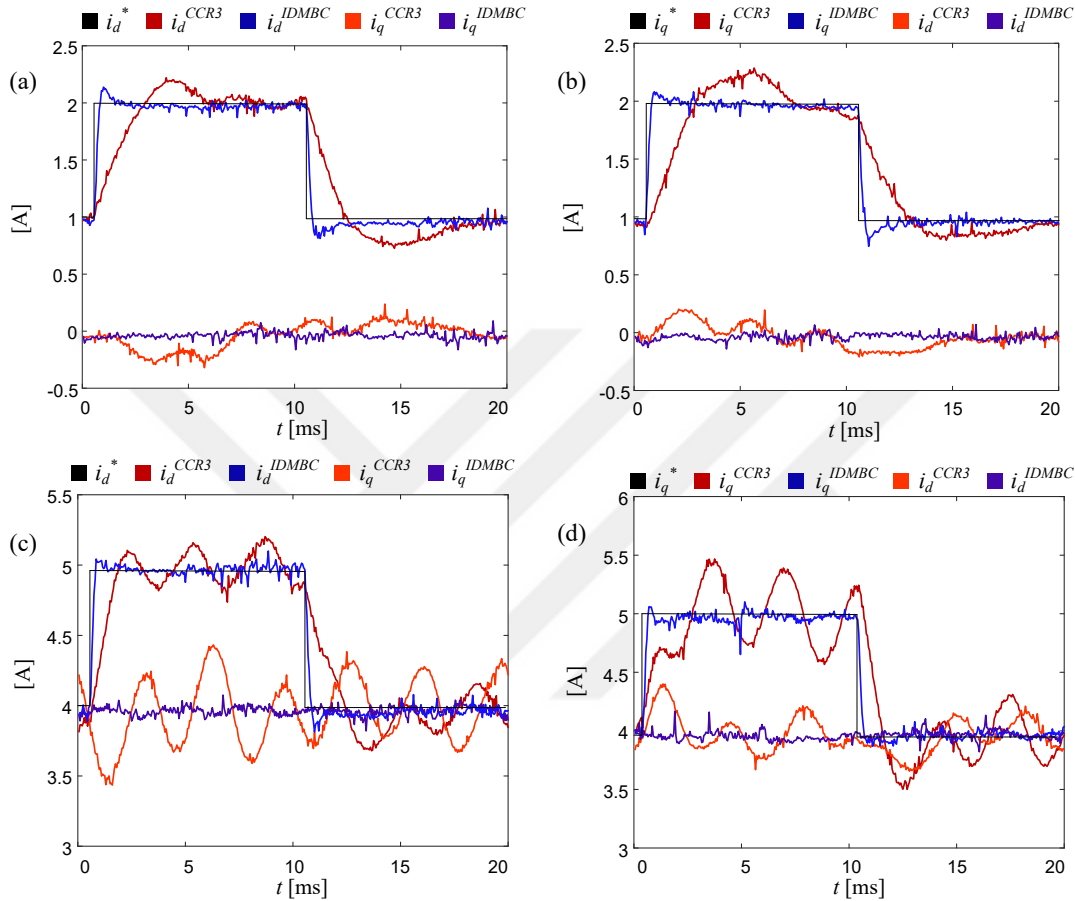 i_d^* i_d^CCR3 i_d^IDMBC i_q^CCR3 i_q^IDMBC
(a)
2.5
2
1.5
1
0.5
0
-0.5
[A]
0 5 10 15 20
t [ms]
i_q^* i_q^CCR3 i_q^IDMBC i_d^CCR3 i_d^IDMBC
(b)
2.5
2
1.5
1
0.5
0
-0.5
[A]
0 5 10 15 20
t [ms]
i_d^* i_d^CCR3 i_d^IDMBC i_q^CCR3 i_q^IDMBC
(c)
5.5
5
4.5
4
3.5
3
[A]
0 5 10 15 20
t [ms]
i_q^* i_q^CCR3 i_q^IDMBC i_d^CCR3 i_d^IDMBC
(d)
6
5.5
5
4.5
4
3.5
3
[A]
0 5 10 15 20
t [ms]